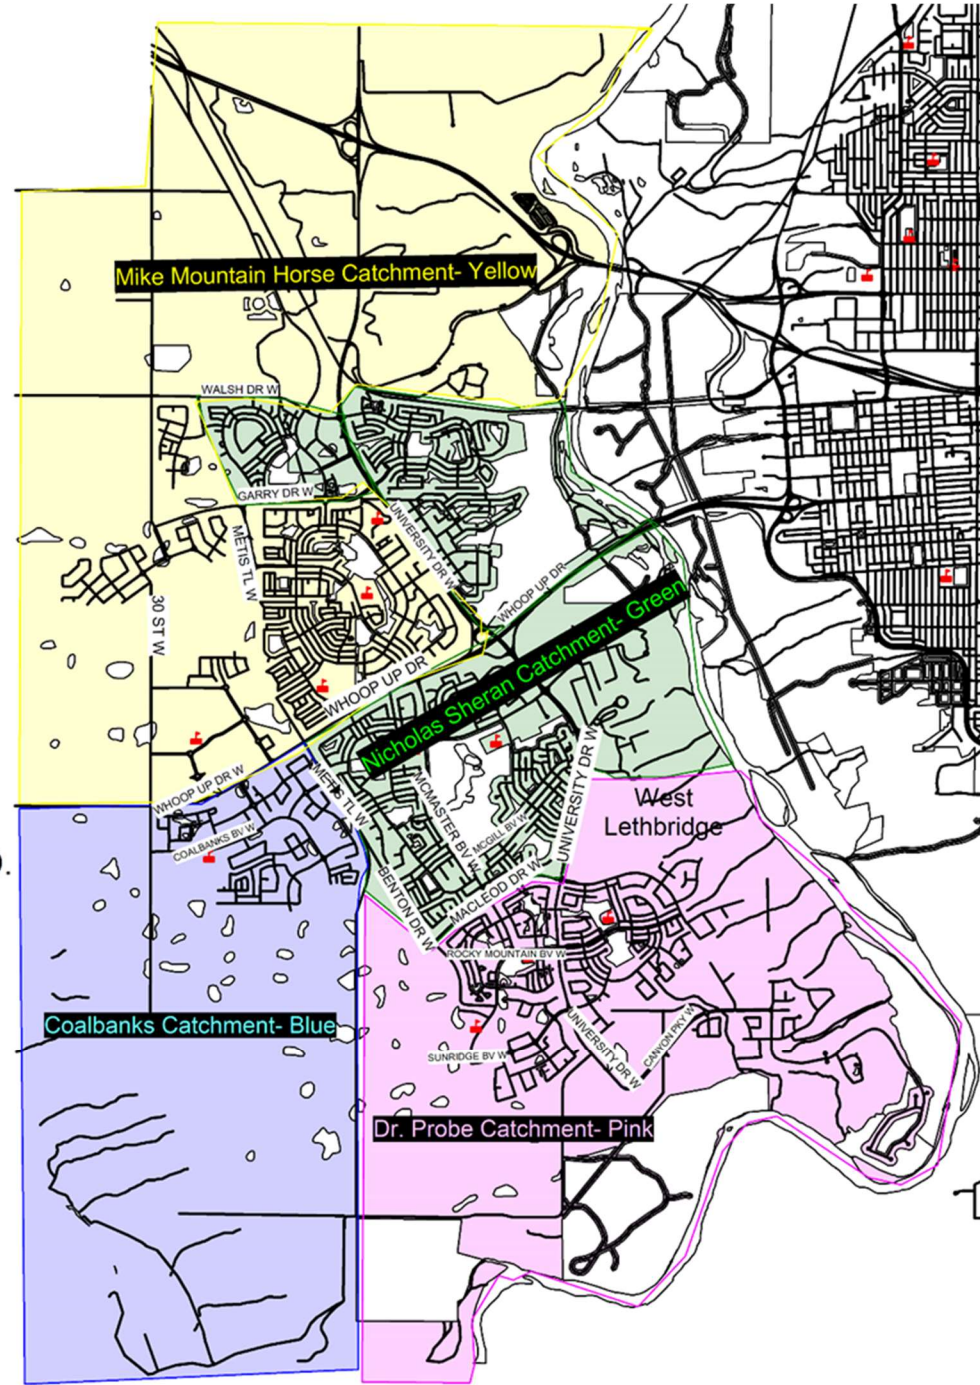 Mike Mountain Horse Catchment- Yellow
WALSH DR W
GARRY DR W
METIS TL W
UNIVERSITY DR W
30 ST W
WHOOP UP DR
Nicholas Sheran Catchment- Green
WHOOP UP DR
WHOOP UP DR W
METIS TL W
COALBANKS BV W
MCMASTER BV W
MCGILL BV W
UNIVERSITY DR W
West
Lethbridge
BENTON DR W
MACLEOD DR W
ROCKY MOUNTAIN BV W
Coalbanks Catchment- Blue
SUNRIDGE BV W
UNIVERSITY DR W
CANYON PKY W
Dr. Probe Catchment- Pink